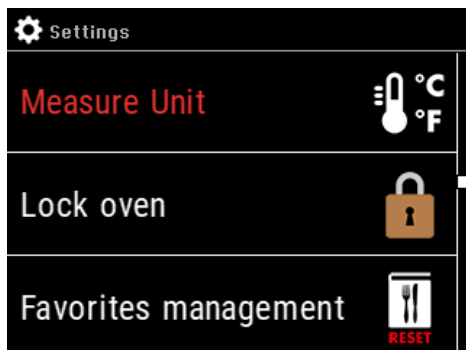 Settings
Measure Unit
°C
°F
Lock oven
Favorites management
RESET